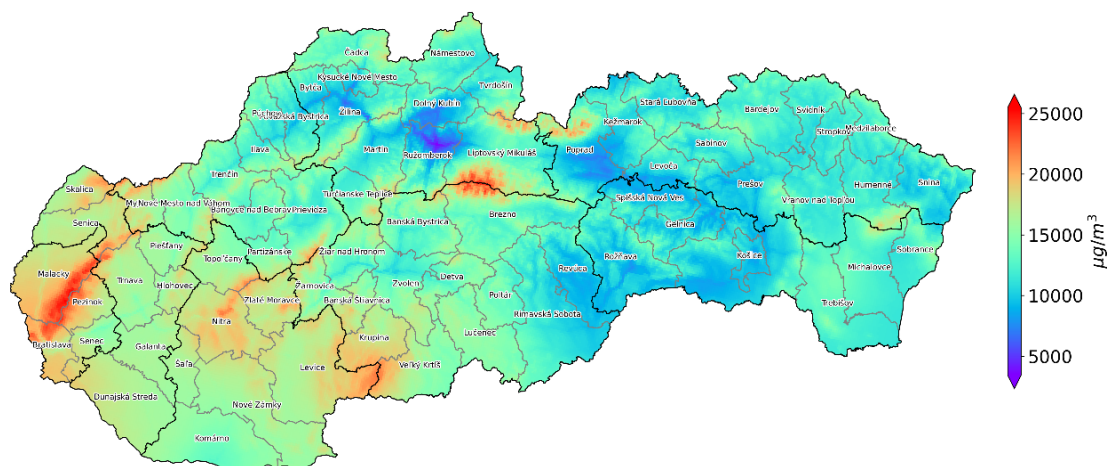 Čadca
Námestovo
Kysucké Nové Mesto
Bytča
Tvrdošín
Dolný Kubín
Žilina
Považská Bystrica
Stará Ľubovňa
Bardejov
Svidník
Kežmarok
Stropkov
Medzilaborce
Sabinov
Ilava
Martin
Ružomberok
Liptovský Mikuláš
Poprad
Levoča
Trenčín
Prešov
Humenné
Snina
Skalica
Turčianske Teplice
Spišská Nová Ves
Vranov nad Topľou
Nové Mesto nad Váhom
Bánovce nad Bebravou
Prievidza
Banská Bystrica
Brezno
Gelnica
Senica
Piešťany
Partizánske
Žiar nad Hronom
Topoľčany
Rožňava
Košice
Sobrance
Malacky
Trnava
Hlohovec
Žarnovica
Zvolen
Detva
Revúca
Michalovce
Pezinok
Zlaté Moravce
Banská Štiavnica
Poltár
Trebišov
Nitra
Rimavská Sobota
Bratislava
Senec
Galanta
Krupina
Lučenec
Šaľa
Levice
Veľký Krtíš
Dunajská Streda
Nové Zámky
Komárno
25000
20000
15000
10000
5000
μg/m³